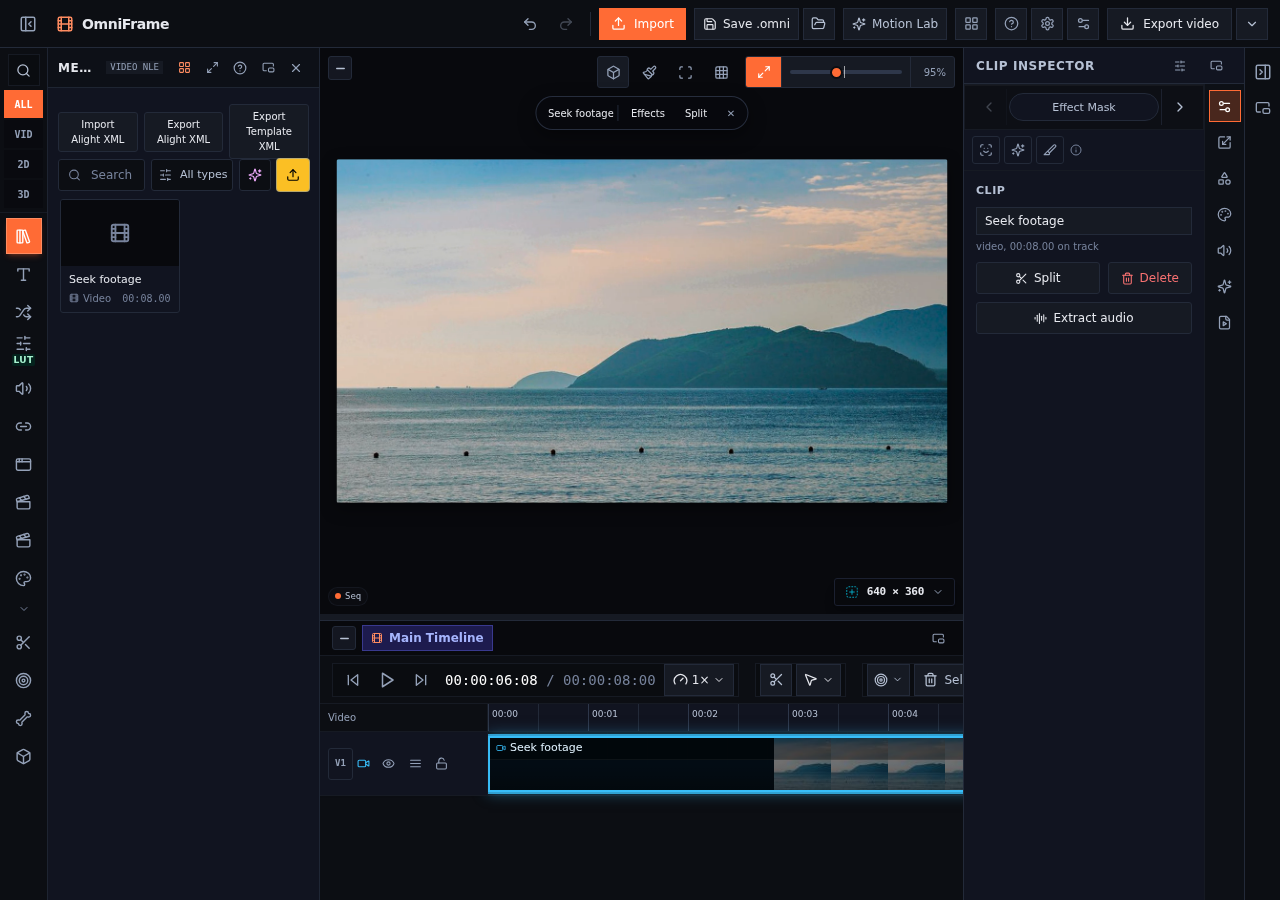 OmniFrame
Import
Save .omni
Motion Lab
Export video
ME...
VIDEO NLE
ALL
VID
2D
3D
LUT
Import
Alight XML
Export
Alight XML
Export
Template
XML
Search
All types
Seek footage
Video 00:08.00
95%
Seek footage
Effects
Split
×
Seq
640 × 360
CLIP INSPECTOR
Effect Mask
CLIP
Seek footage
video, 00:08.00 on track
Split
Delete
Extract audio
Main Timeline
00:00:06:08 / 00:00:08:00
1×
Sel
Video
00:00
00:01
00:02
00:03
00:04
V1
Seek footage